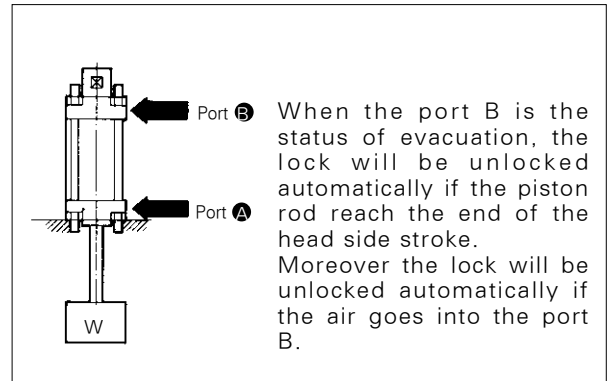 Port B
Port A
W
When the port B is the
status of evacuation, the
lock will be unlocked
automatically if the piston
rod reach the end of the
head side stroke.
Moreover the lock will be
unlocked automatically if
the air goes into the port
B.